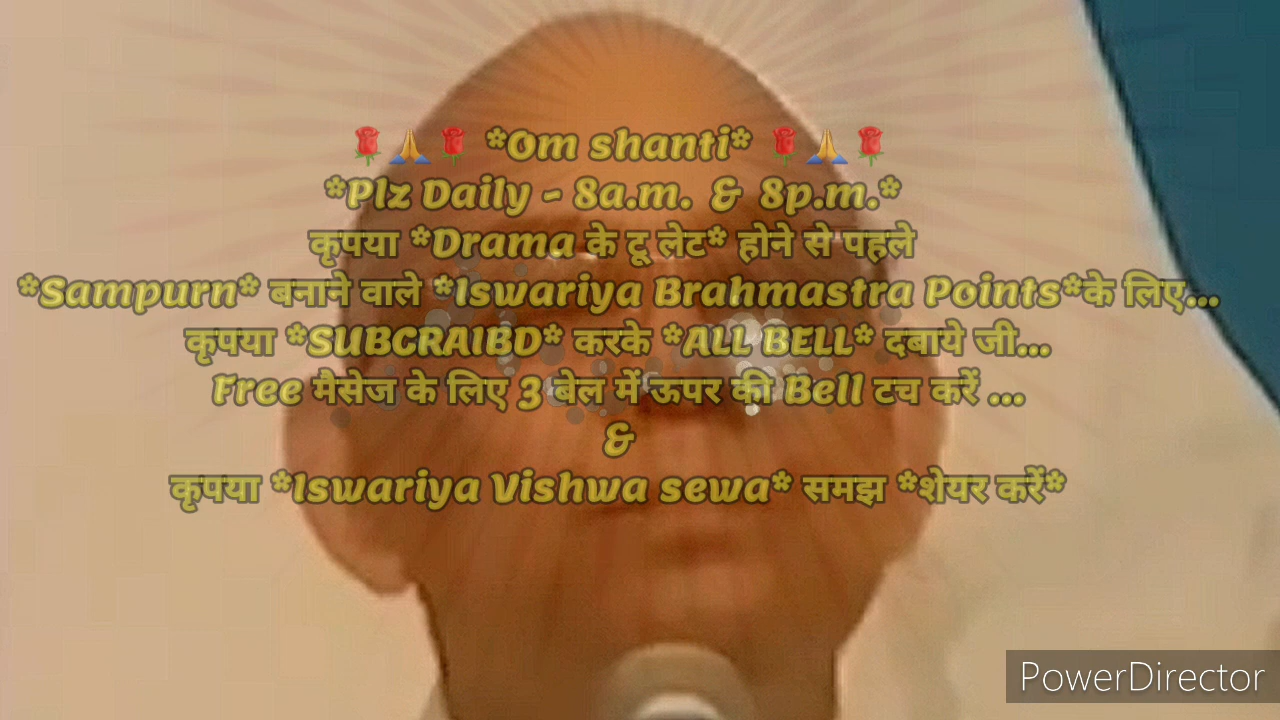 🌹🙏🌹 *Om shanti* 🌹🙏🌹
*Plz Daily - 8a.m. & 8p.m.*
कृपया *Drama के टू लेट* होने से पहले
*Sampurn* बनाने वाले *Iswariya Brahmastra Points*के लिए...
कृपया *SUBCRAIBD* करके *ALL BELL* दबाये जी...
Free मैसेज के लिए 3 बेल में ऊपर की Bell टच करें ...
&
कृपया *Iswariya Vishwa sewa* समझ *शेयर करें*
PowerDirector